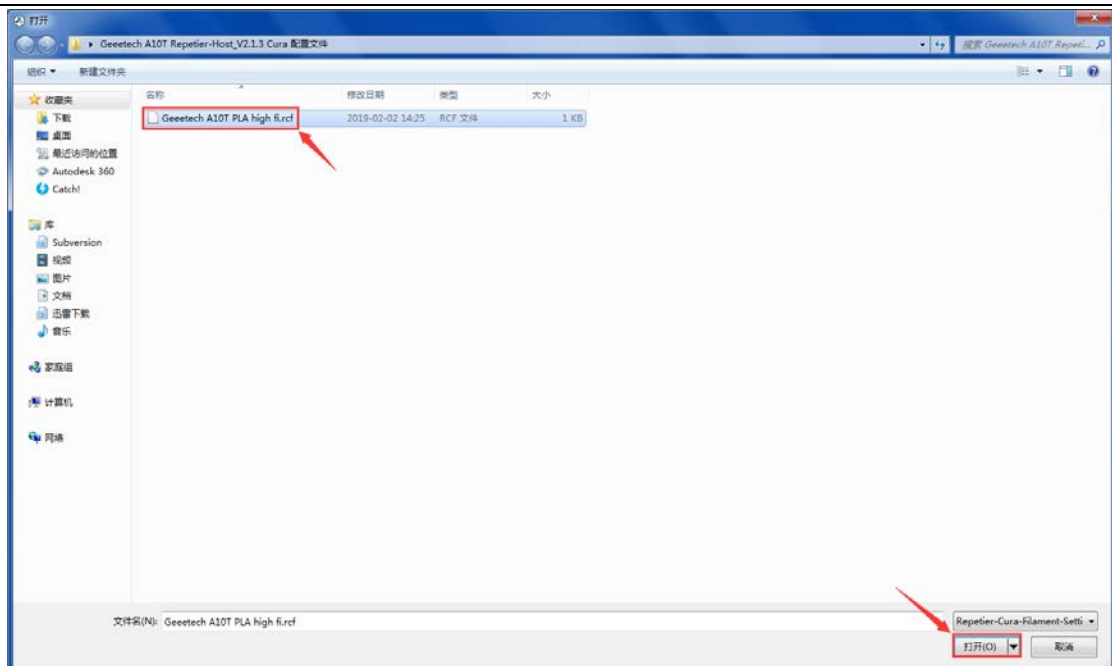 打开
Geeetech A10T Repetier-Host_V2.1.3 Cura 配置文件
搜索 Geeetech A10T Repeti...
组织 新建文件夹
名称 修改日期 类型 大小
Geeetech A10T PLA high fi.rcf 2019-02-02 14:25 RCF 文件 1 KB
收藏夹
下载
桌面
最近访问的位置
Autodesk 360
Catch!
库
Subversion
视频
图片
文档
迅雷下载
音乐
家庭组
计算机
网络
文件名(N): Geeetech A10T PLA high fi.rcf
Repetier-Cura-Filament-Setti
打开(O) 取消